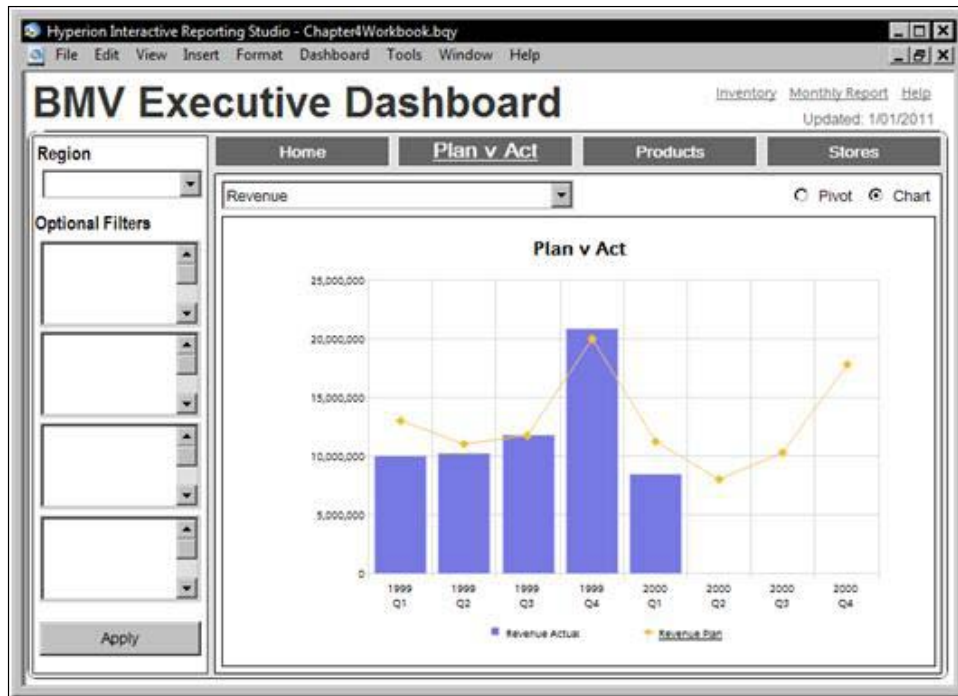 Hyperion Interactive Reporting Studio - Chapter4Workbook.bqy
File Edit View Insert Format Dashboard Tools Window Help
BMV Executive Dashboard
Inventory Monthly Report Help
Updated: 1/01/2011
Region
Home Plan v Act Products Stores
Revenue
Pivot Chart
Optional Filters
Plan v Act
25,000,000
20,000,000
15,000,000
10,000,000
5,000,000
0
1999 1999 1999 1999 2000 2000 2000 2000
Q1 Q2 Q3 Q4 Q1 Q2 Q3 Q4
Revenue Actual Revenue Plan
Apply